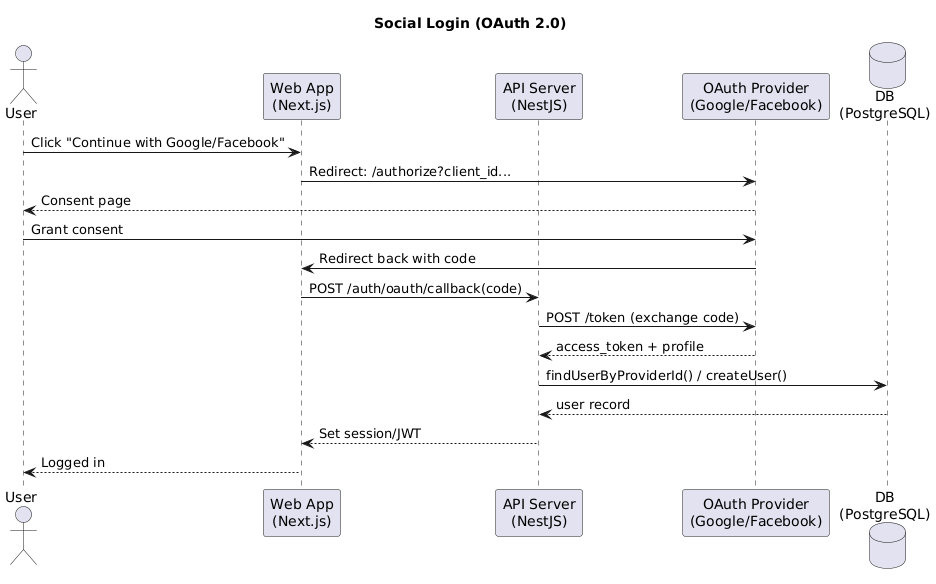 Social Login (OAuth 2.0)
User
Web App
(Next.js)
API Server
(NestJS)
OAuth Provider
(Google/Facebook)
DB
(PostgreSQL)
Click "Continue with Google/Facebook"
Redirect: /authorize?client_id...
Consent page
Grant consent
Redirect back with code
POST /auth/oauth/callback(code)
POST /token (exchange code)
access_token + profile
findUserByProviderId() / createUser()
user record
Set session/JWT
Logged in
User
Web App
(Next.js)
API Server
(NestJS)
OAuth Provider
(Google/Facebook)
DB
(PostgreSQL)